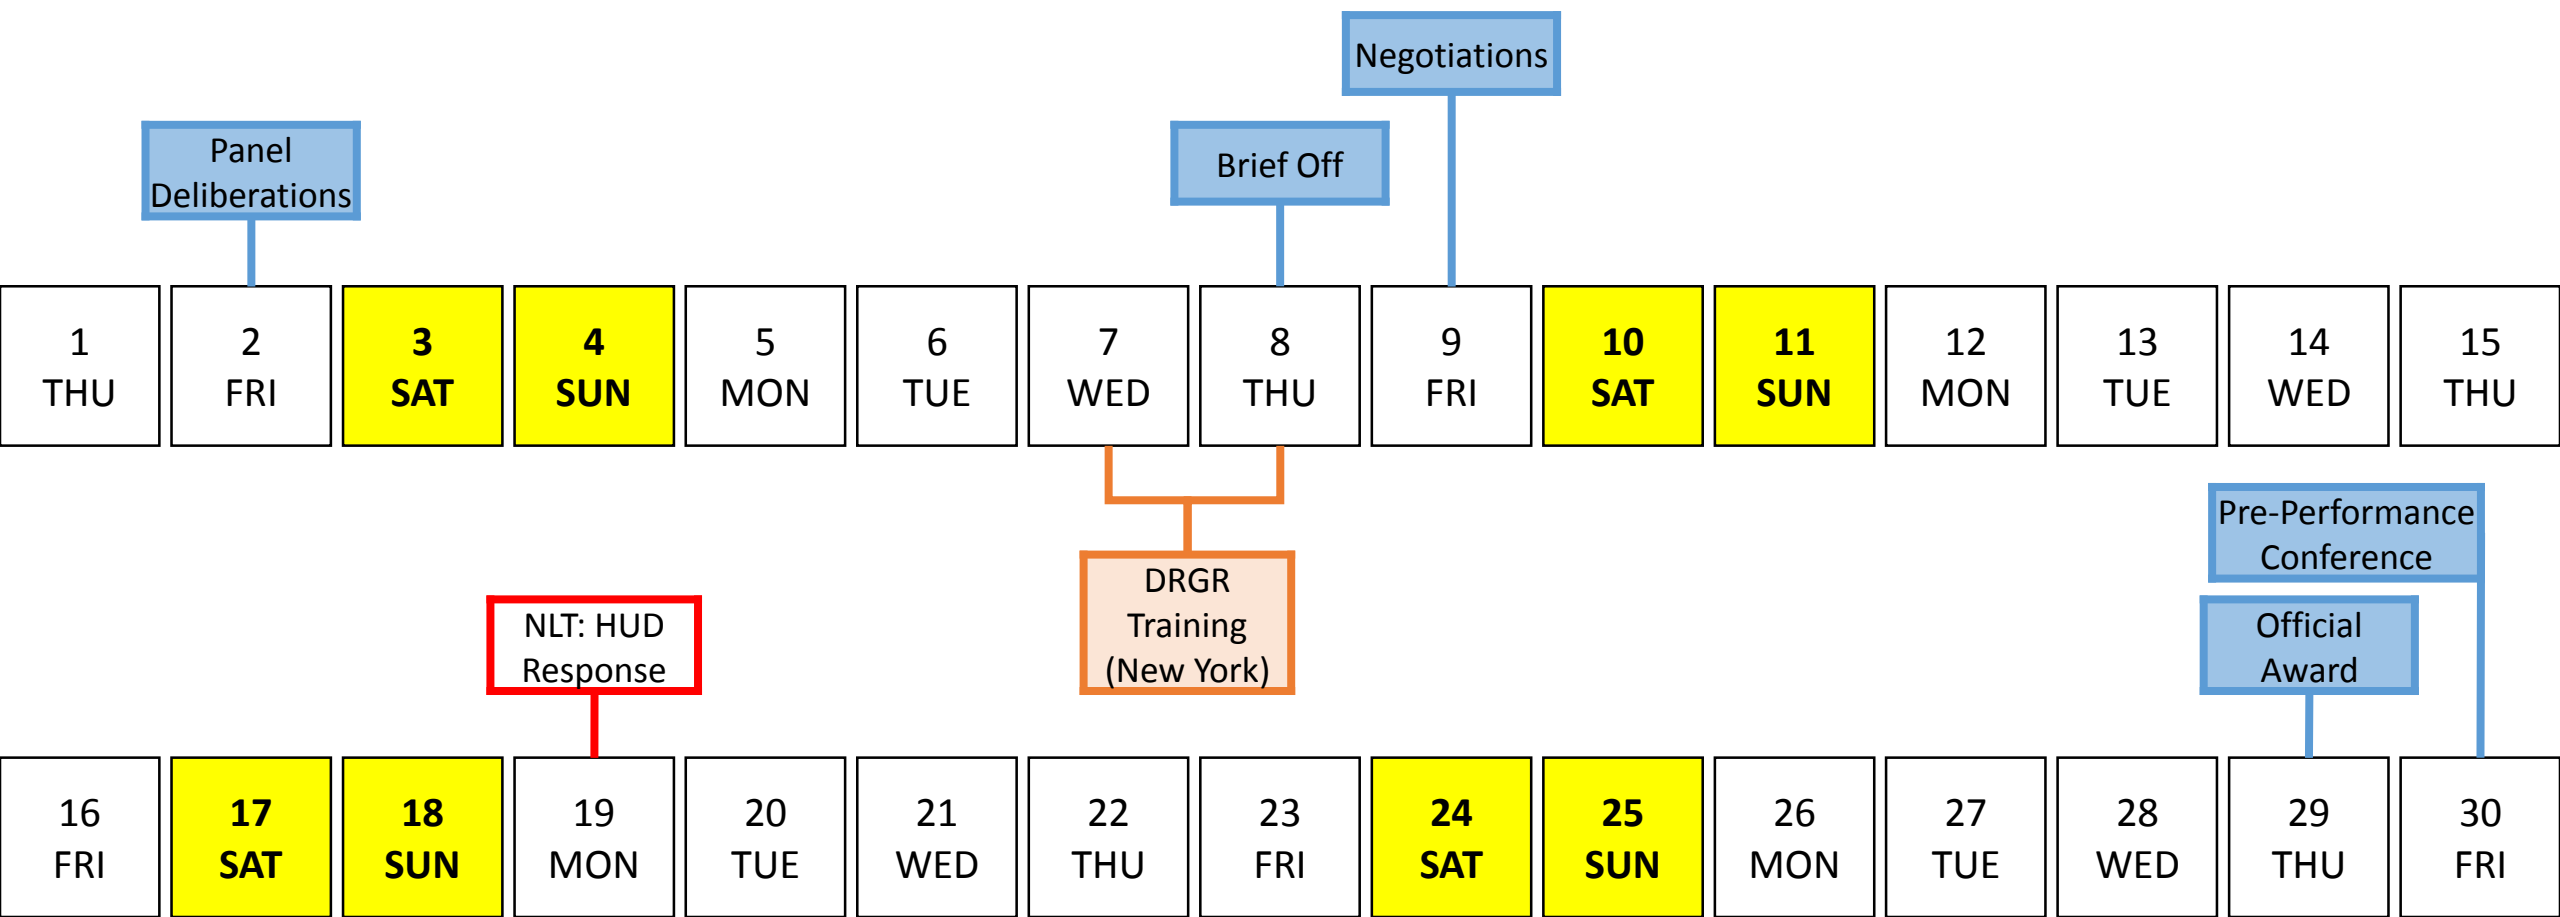 Negotiations
Panel
Deliberations
Brief Off
1
THU
2
FRI
3
SAT
4
SUN
5
MON
6
TUE
7
WED
8
THU
9
FRI
10
SAT
11
SUN
12
MON
13
TUE
14
WED
15
THU
Pre-Performance
Conference
DRGR
Training
(New York)
NLT: HUD
Response
Official
Award
16
FRI
17
SAT
18
SUN
19
MON
20
TUE
21
WED
22
THU
23
FRI
24
SAT
25
SUN
26
MON
27
TUE
28
WED
29
THU
30
FRI